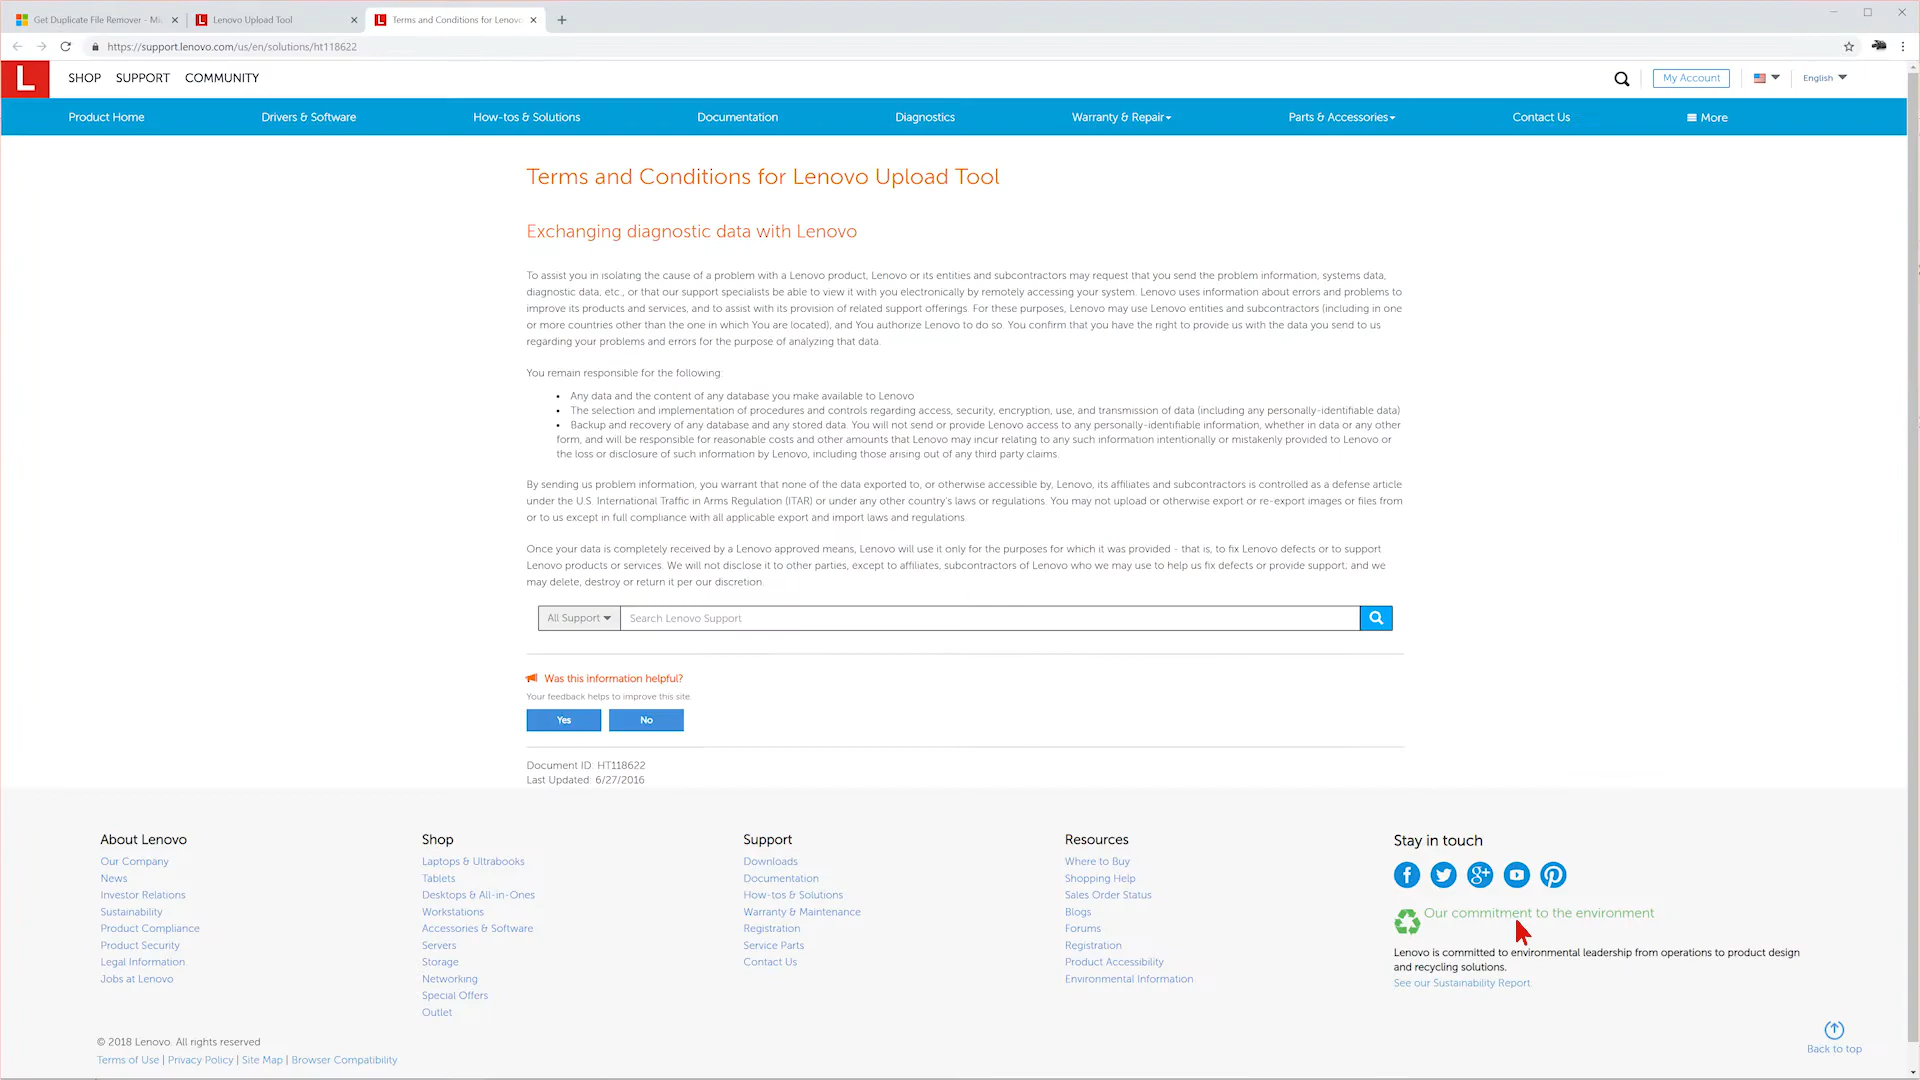 Get Duplicate File Remover - Mi
Lenovo Upload Tool
Terms and Conditions for Lenovo
https://support.lenovo.com/us/en/solutions/ht118622
L
SHOP SUPPORT COMMUNITY
My Account
English
Product Home
Drivers & Software
How-tos & Solutions
Documentation
Diagnostics
Warranty & Repair
Parts & Accessories
Contact Us
More
Terms and Conditions for Lenovo Upload Tool
Exchanging diagnostic data with Lenovo
To assist you in isolating the cause of a problem with a Lenovo product, Lenovo or its entities and subcontractors may request that you send the problem information, systems data,
diagnostic data, etc., or that our support specialists be able to view it with you electronically by remotely accessing your system. Lenovo uses information about errors and problems to
improve its products and services, and to assist with its provision of related support offerings. For these purposes, Lenovo may use Lenovo entities and subcontractors (including in one
or more countries other than the one in which You are located), and You authorize Lenovo to do so. You confirm that you have the right to provide us with the data you send to us
regarding your problems and errors for the purpose of analyzing that data.
You remain responsible for the following:
• Any data and the content of any database you make available to Lenovo
• The selection and implementation of procedures and controls regarding access, security, encryption, use, and transmission of data (including any personally-identifiable data)
• Backup and recovery of any database and any stored data. You will not send or provide Lenovo access to any personally-identifiable information, whether in data or any other
form, and will be responsible for reasonable costs and other amounts that Lenovo may incur relating to any such information intentionally or mistakenly provided to Lenovo or
the loss or disclosure of such information by Lenovo, including those arising out of any third party claims.
By sending us problem information, you warrant that none of the data exported to, or otherwise accessible by, Lenovo, its affiliates and subcontractors is controlled as a defense article
under the U.S. International Traffic in Arms Regulation (ITAR) or under any other country's laws or regulations. You may not upload or otherwise export or re-export images or files from
or to us except in full compliance with all applicable export and import laws and regulations.
Once your data is completely received by a Lenovo approved means, Lenovo will use it only for the purposes for which it was provided - that is, to fix Lenovo defects or to support
Lenovo products or services. We will not disclose it to other parties, except to affiliates, subcontractors of Lenovo who we may use to help us fix defects or provide support, and we
may delete, destroy or return it per our discretion.
All Support
Search Lenovo Support
Was this information helpful?
Your feedback helps to improve this site.
Yes
No
Document ID: HT118622
Last Updated: 6/27/2016
About Lenovo
Our Company
News
Investor Relations
Sustainability
Product Compliance
Product Security
Legal Information
Jobs at Lenovo
Shop
Laptops & Ultrabooks
Tablets
Desktops & All-in-Ones
Workstations
Accessories & Software
Servers
Storage
Networking
Special Offers
Outlet
Support
Downloads
Documentation
How-tos & Solutions
Warranty & Maintenance
Registration
Service Parts
Contact Us
Resources
Where to Buy
Shopping Help
Sales Order Status
Blogs
Forums
Registration
Product Accessibility
Environmental Information
Stay in touch
Our commitment to the environment
Lenovo is committed to environmental leadership from operations to product design
and recycling solutions.
See our Sustainability Report
© 2018 Lenovo. All rights reserved
Terms of Use | Privacy Policy | Site Map | Browser Compatibility
Back to top